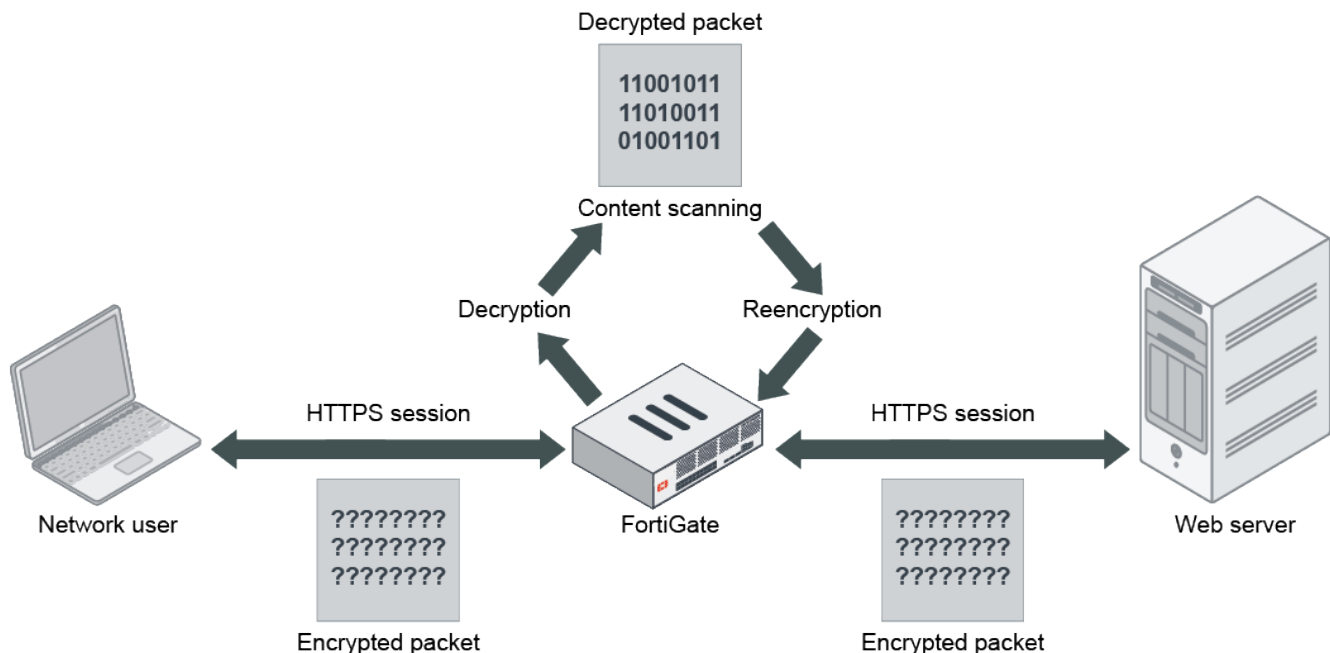 Decrypted packet
11001011
11010011
01001101
Content scanning
Decryption
Reencryption
HTTPS session
HTTPS session
Network user
????????
????????
????????
Encrypted packet
FortiGate
????????
????????
????????
Encrypted packet
Web server